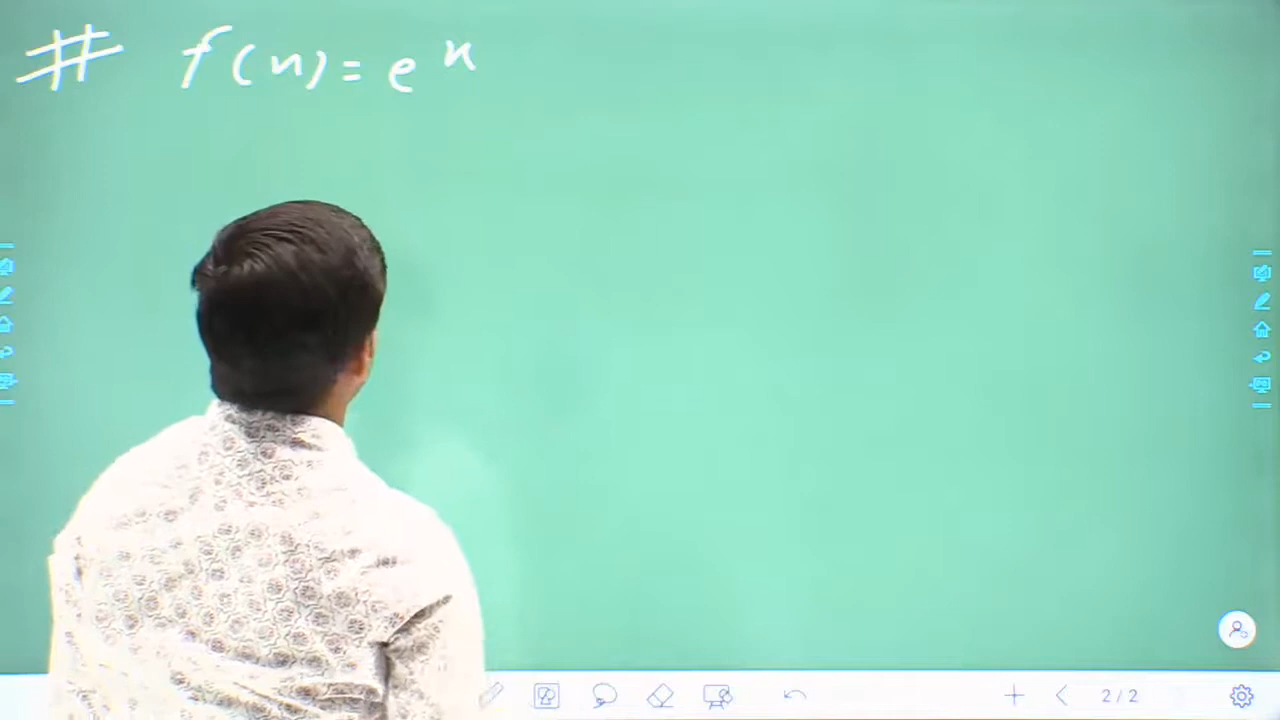 # f(n) = e^n
2/2